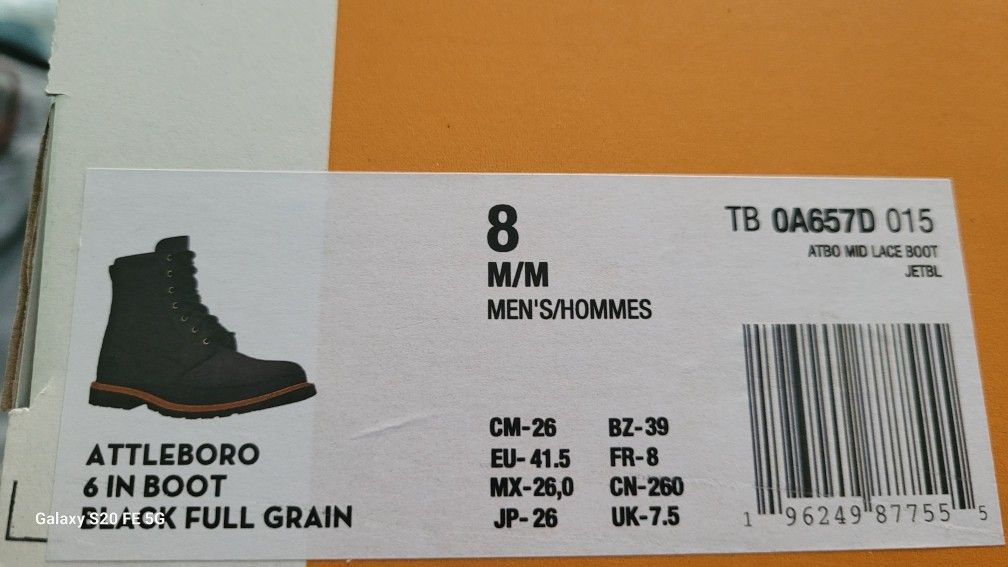 8
M/M
MEN'S/HOMMES
TB 0A657D 015
ATBO MID LACE BOOT
JETBL
ATTLEBORO
6 IN BOOT
BLACK FULL GRAIN
Galaxy S20 FE 5G
CM-26 BZ-39
EU-41.5 FR-8
MX-26,0 CN-260
JP-26 UK-7.5
1 96249 87755 5